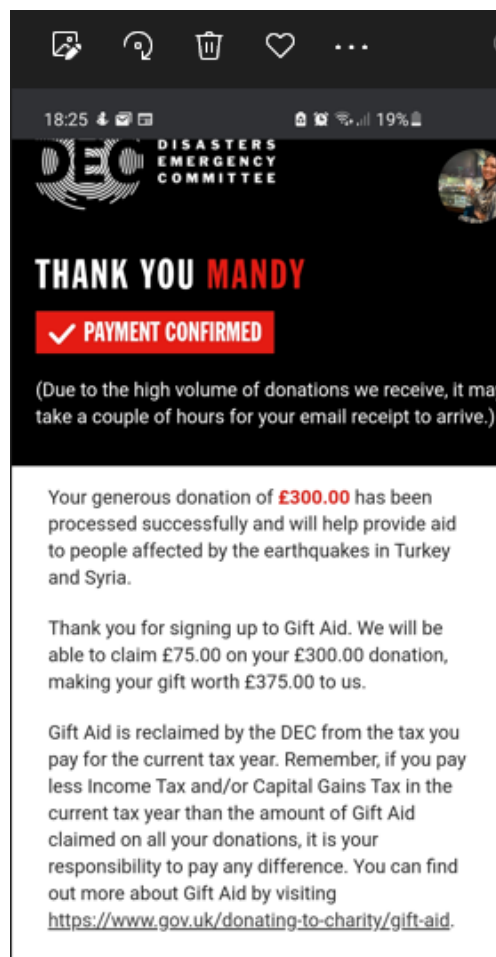 18:25
19%
DEC DISASTERS
EMERGENCY
COMMITTEE
THANK YOU MANDY
PAYMENT CONFIRMED
(Due to the high volume of donations we receive, it ma
take a couple of hours for your email receipt to arrive.)
Your generous donation of £300.00 has been
processed successfully and will help provide aid
to people affected by the earthquakes in Turkey
and Syria.
Thank you for signing up to Gift Aid. We will be
able to claim £75.00 on your £300.00 donation,
making your gift worth £375.00 to us.
Gift Aid is reclaimed by the DEC from the tax you
pay for the current tax year. Remember, if you pay
less Income Tax and/or Capital Gains Tax in the
current tax year than the amount of Gift Aid
claimed on all your donations, it is your
responsibility to pay any difference. You can find
out more about Gift Aid by visiting
https://www.gov.uk/donating-to-charity/gift-aid.